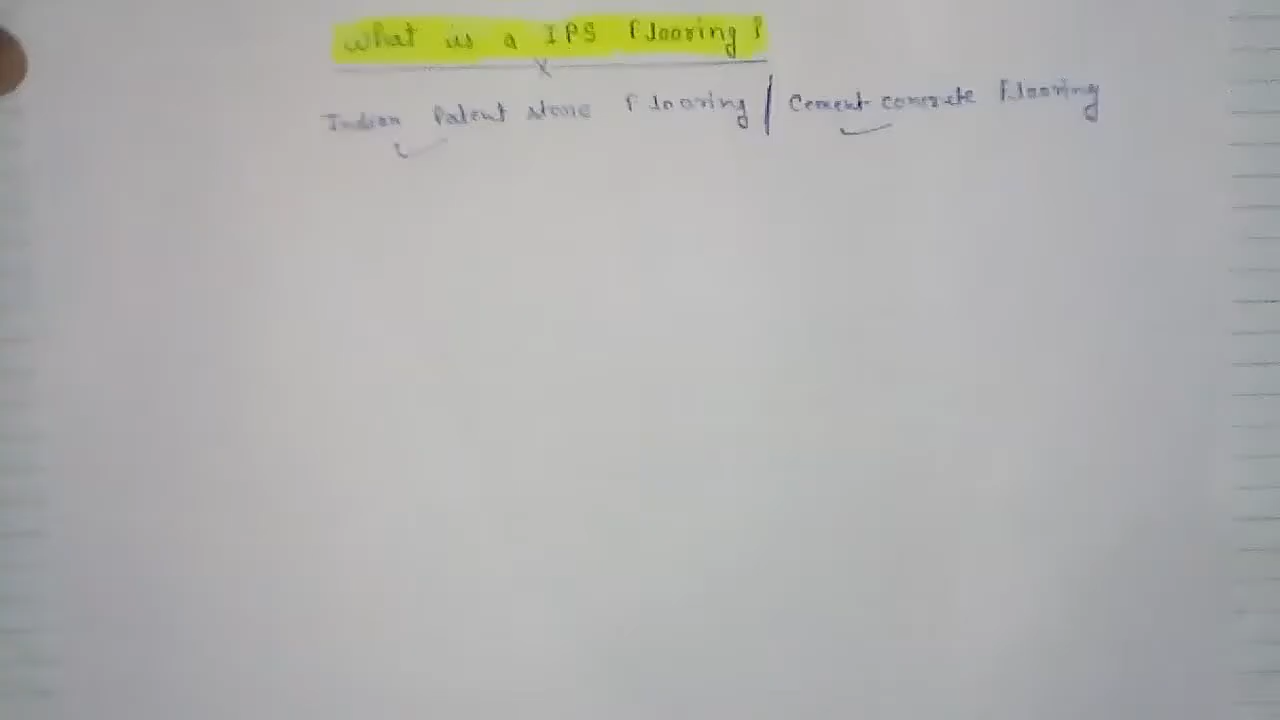 What is a IPS Flooring?
Indian Patent stone Flooring / Cement concrete Flooring